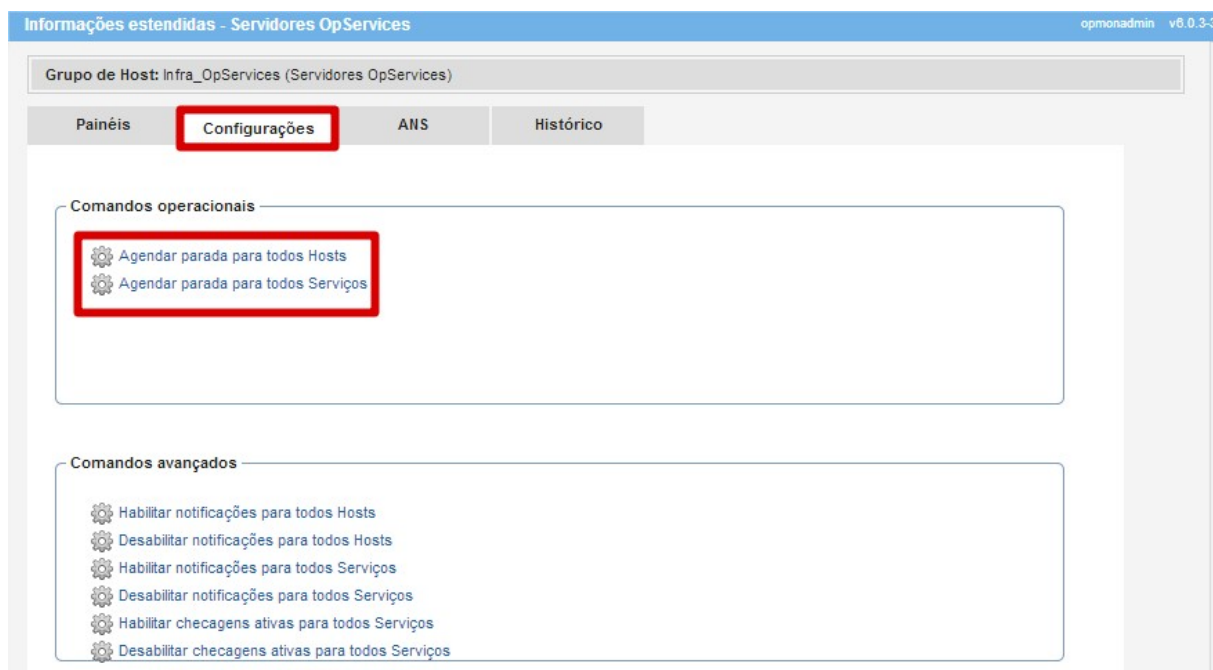 Informações estendidas - Servidores OpServices
opmonadmin v6.0.3-
Grupo de Host: Infra_OpServices (Servidores OpServices)
Painéis Configurações ANS Histórico
Comandos operacionais
Agendar parada para todos Hosts
Agendar parada para todos Serviços
Comandos avançados
Habilitar notificações para todos Hosts
Desabilitar notificações para todos Hosts
Habilitar notificações para todos Serviços
Desabilitar notificações para todos Serviços
Habilitar checagens ativas para todos Serviços
Desabilitar checagens ativas para todos Serviços